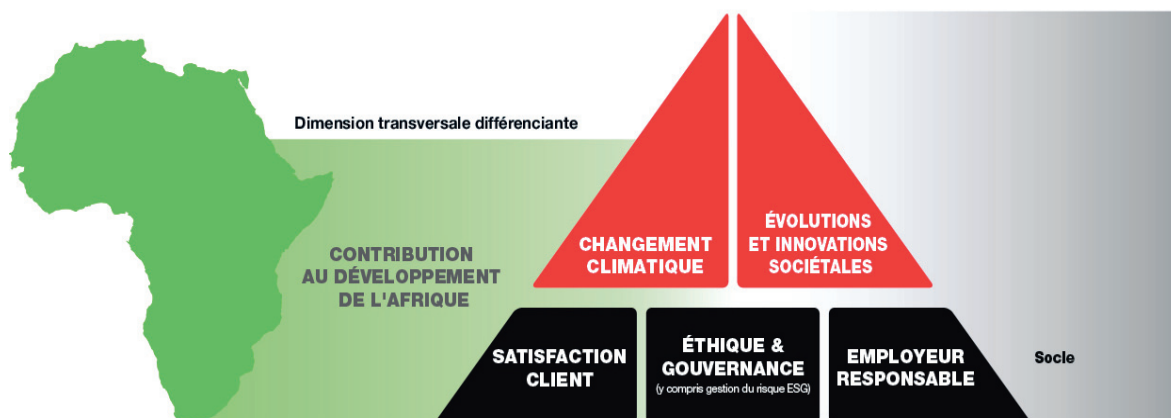 Dimension transversale différenciante
CONTRIBUTION
AU DÉVELOPPEMENT
DE L'AFRIQUE
CHANGEMENT
CLIMATIQUE
ÉVOLUTIONS
ET INNOVATIONS
SOCIÉTALES
SATISFACTION
CLIENT
ÉTHIQUE &
GOUVERNANCE
(y compris gestion du risque ESG)
EMPLOYEUR
RESPONSABLE
Socle